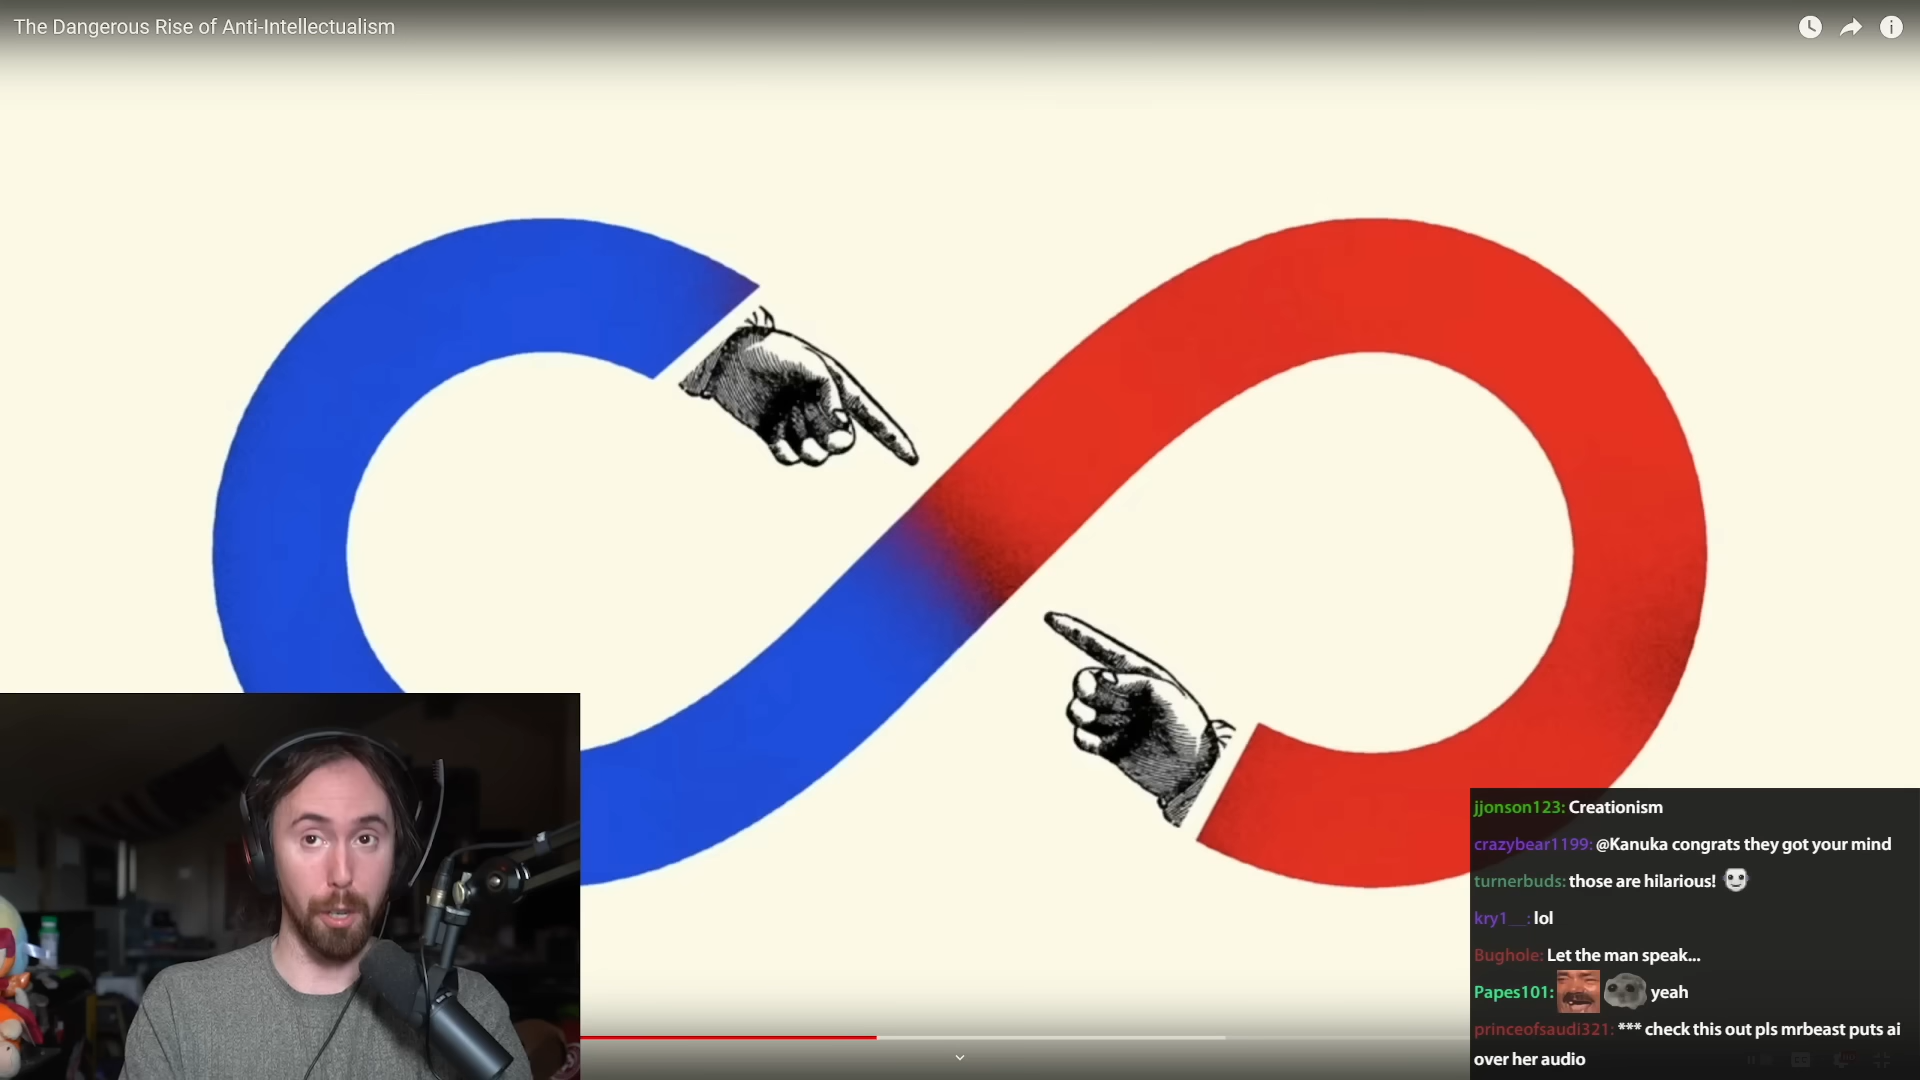 The Dangerous Rise of Anti-Intellectualism
jjonson123: Creationism
crazybear1199: @Kanuka congrats they got your mind
turnerbuds: those are hilarious!
kry1__: lol
Bughole: Let the man speak...
Papes101: yeah
princeofsaudi321: *** check this out pls mrbeast puts ai
over her audio